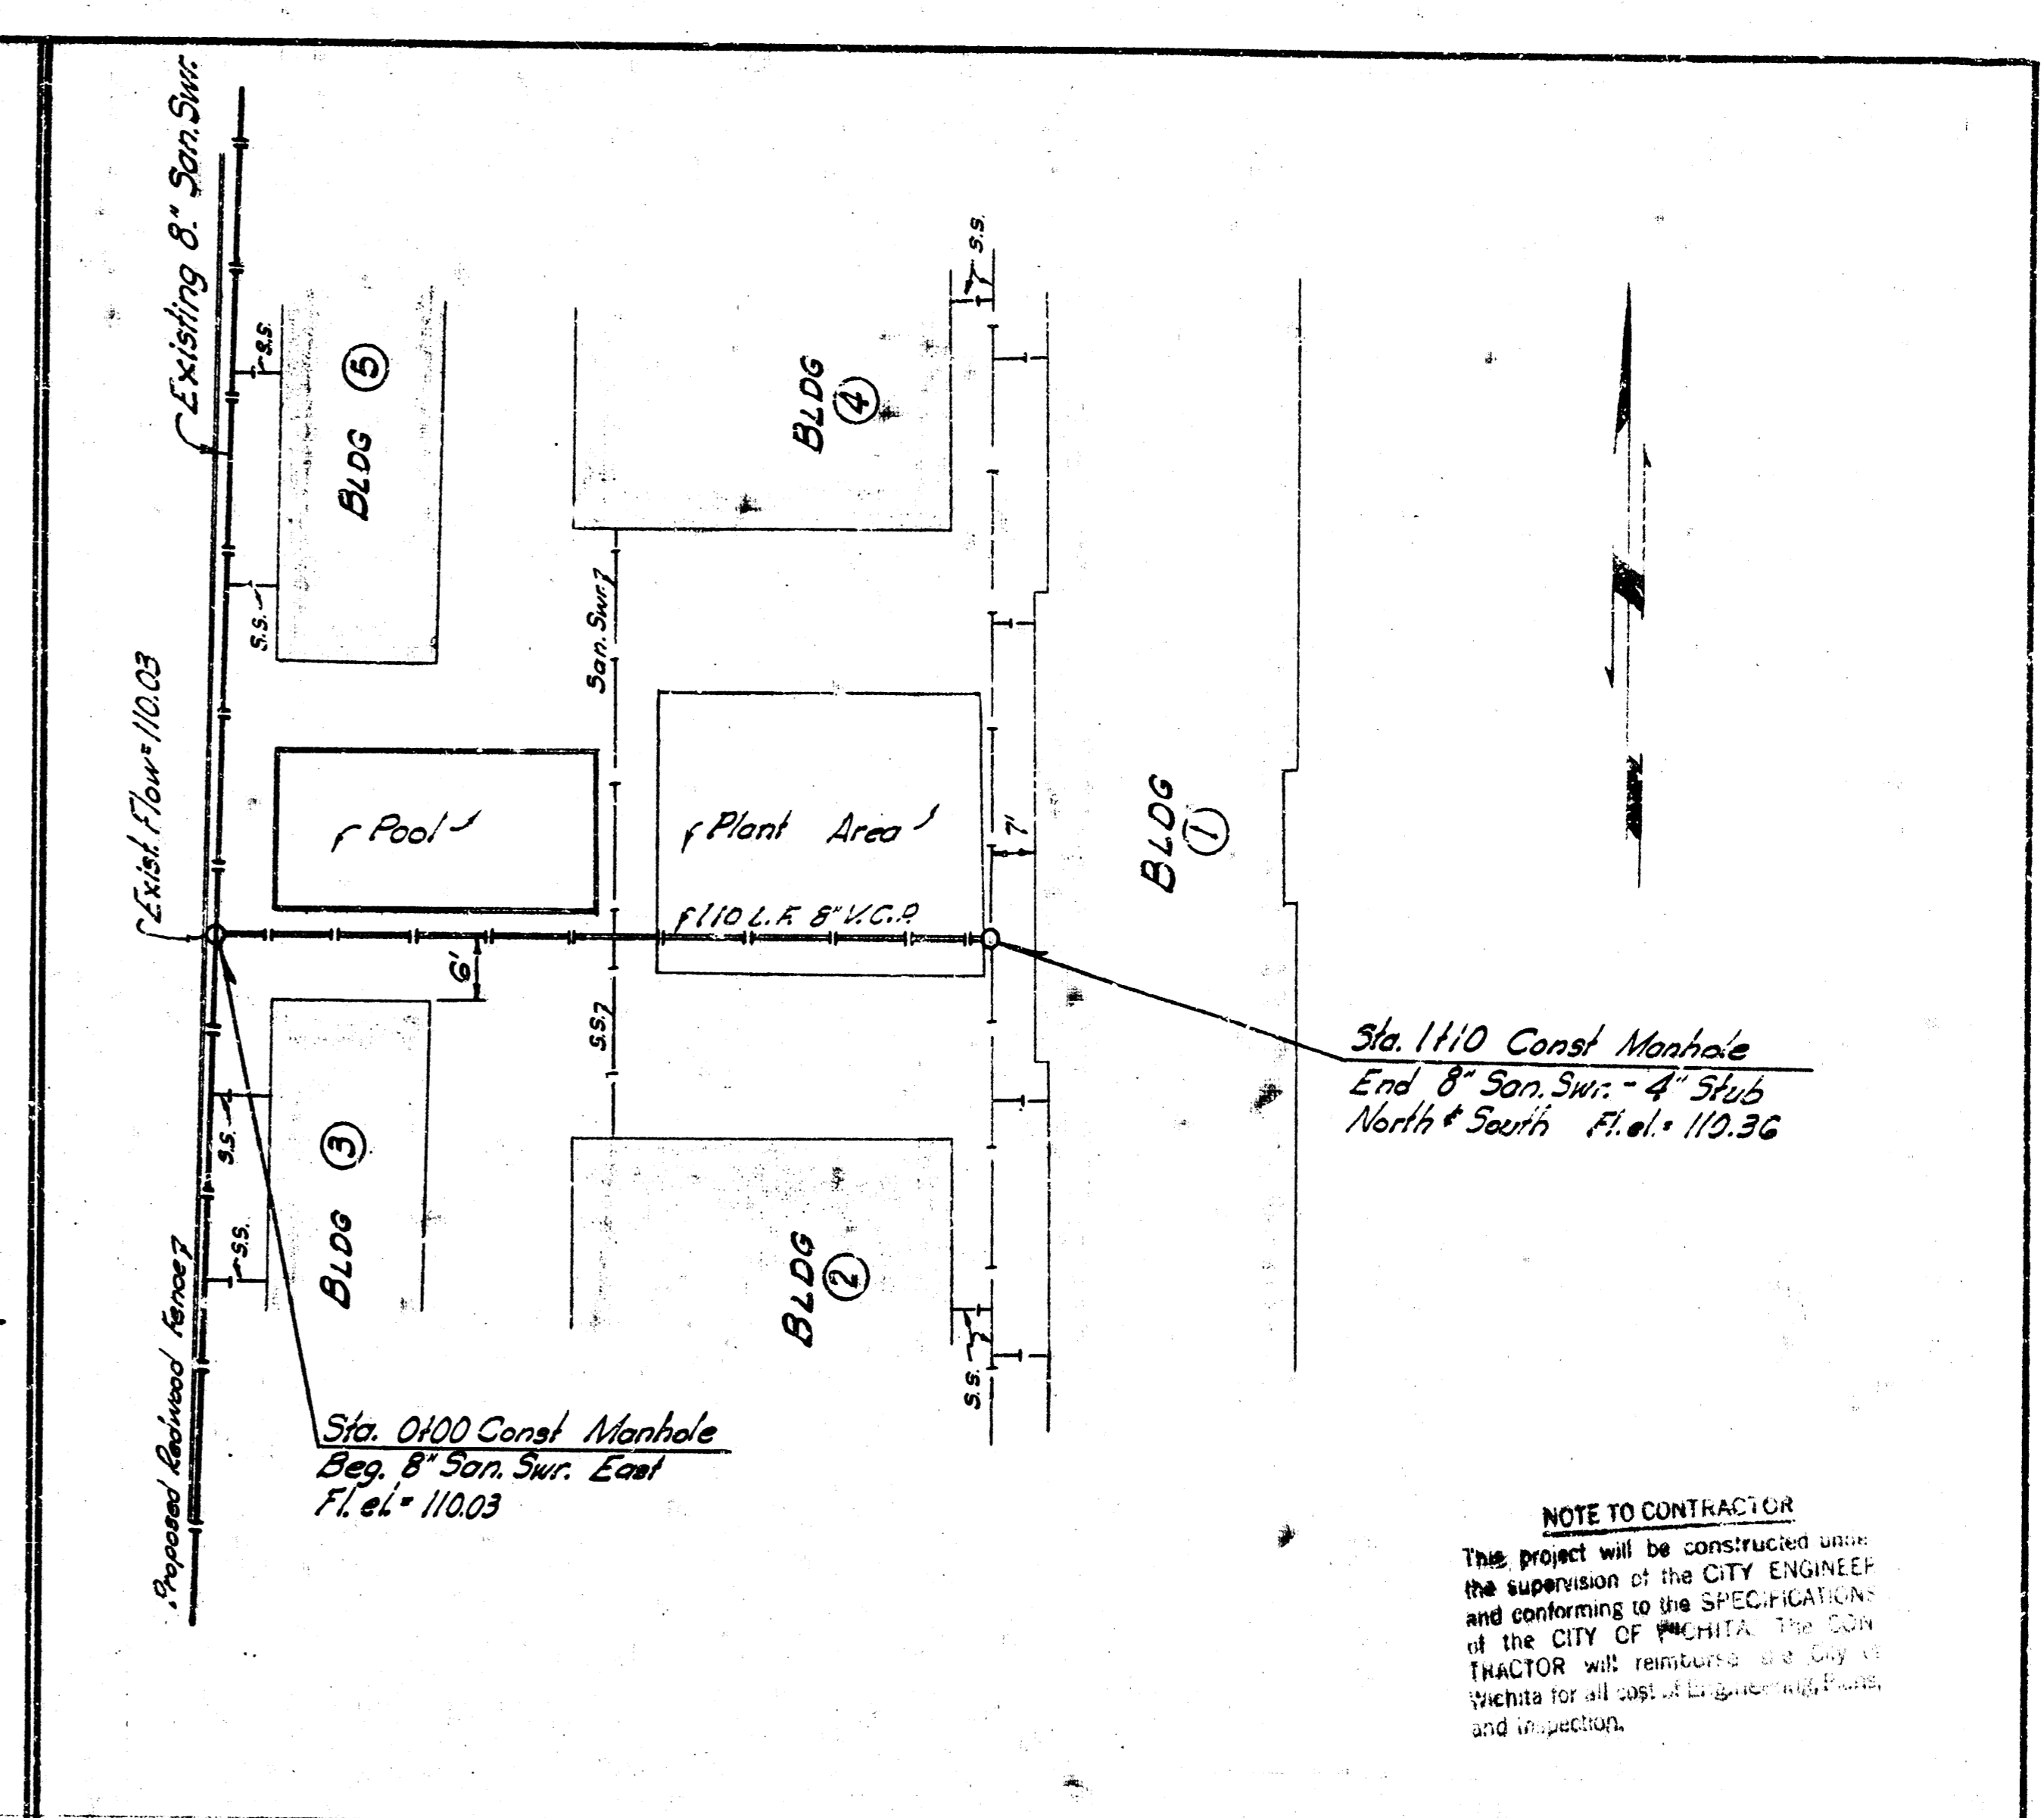 Existing 8" San. Swr.
S.S.
S.S.
BLDG 5
BLDG
4
S.S.
San. Swr.
Exist. Flow = 110.03
Pool
Plant Area
7'
BLDG
1
110 L.F. 8" V.C.P.
6'
S.S.
Sta. 1+10 Const Manhole
End 8" San. Swr. - 4" Stub
North & South Fl. el. = 110.36
S.S.
S.S.
BLDG 3
BLDG
2
S.S.
Proposed Redwood Fence
Sta. 0+00 Const Manhole
Beg. 8" San. Swr. East
Fl. el. = 110.03
NOTE TO CONTRACTOR
This project will be constructed
the supervision of the CITY ENGINEER
and conforming to the SPECIFICATIONS
of the CITY OF WICHITA. The CON
TRACTOR will reimburse the City of
Wichita for all cost of Engineering, Plans,
and inspection.